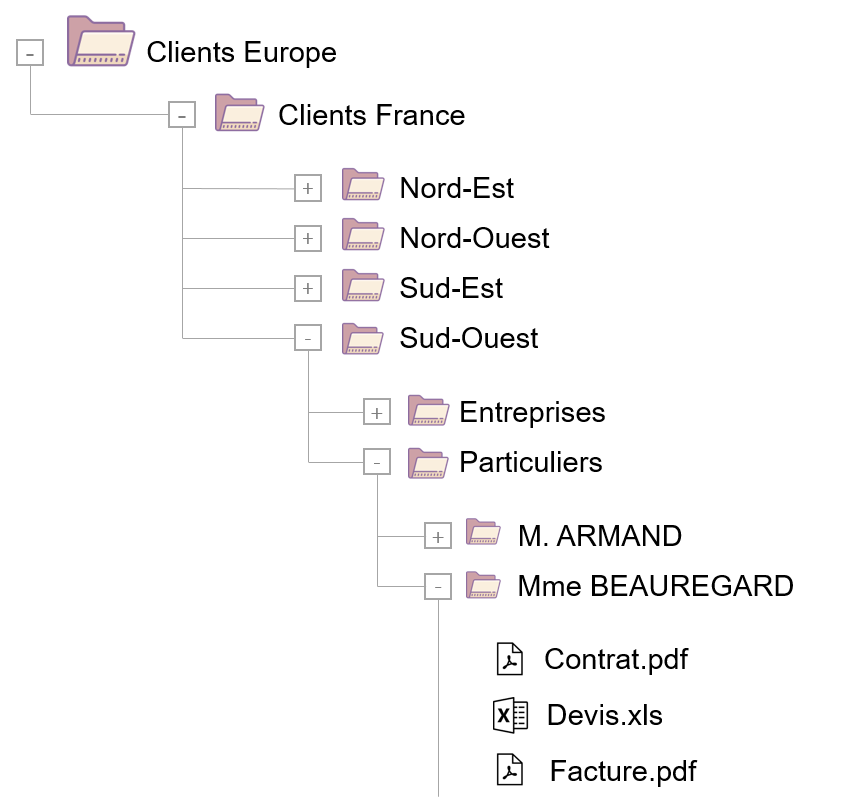 - Clients Europe
- Clients France
+ Nord-Est
+ Nord-Ouest
+ Sud-Est
- Sud-Ouest
+ Entreprises
- Particuliers
+ M. ARMAND
- Mme BEAUREGARD
Contrat.pdf
X Devis.xls
Facture.pdf